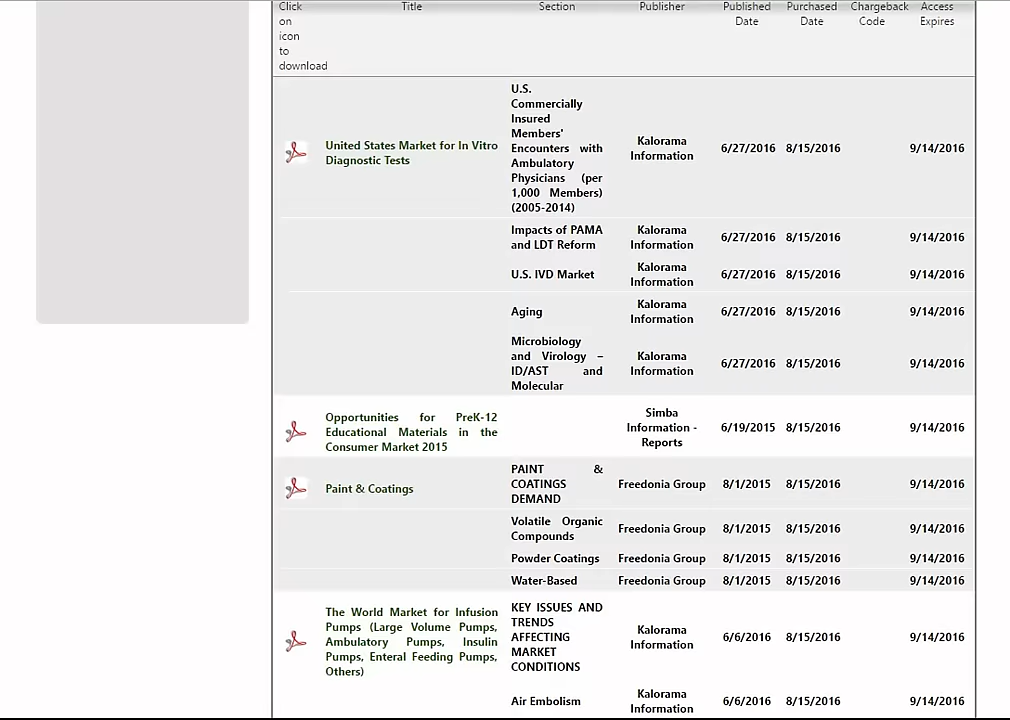 Click on icon to download Title Section Publisher Published Date Purchased Date Chargeback Code Access Expires
United States Market for In Vitro Diagnostic Tests
U.S. Commercially Insured Members' Encounters with Ambulatory Physicians (per 1,000 Members) (2005-2014)
Kalorama Information
6/27/2016 8/15/2016 9/14/2016
Impacts of PAMA and LDT Reform
Kalorama Information
6/27/2016 8/15/2016 9/14/2016
U.S. IVD Market
Kalorama Information
6/27/2016 8/15/2016 9/14/2016
Aging
Kalorama Information
6/27/2016 8/15/2016 9/14/2016
Microbiology and Virology – ID/AST and Molecular
Kalorama Information
6/27/2016 8/15/2016 9/14/2016
Opportunities for PreK-12 Educational Materials in the Consumer Market 2015
Simba Information - Reports
6/19/2015 8/15/2016 9/14/2016
Paint & Coatings
PAINT & COATINGS DEMAND
Freedonia Group
8/1/2015 8/15/2016 9/14/2016
Volatile Organic Compounds
Freedonia Group
8/1/2015 8/15/2016 9/14/2016
Powder Coatings Freedonia Group 8/1/2015 8/15/2016 9/14/2016
Water-Based Freedonia Group 8/1/2015 8/15/2016 9/14/2016
The World Market for Infusion Pumps (Large Volume Pumps, Ambulatory Pumps, Insulin Pumps, Enteral Feeding Pumps, Others)
KEY ISSUES AND TRENDS AFFECTING MARKET CONDITIONS
Kalorama Information
6/6/2016 8/15/2016 9/14/2016
Air Embolism
Kalorama Information
6/6/2016 8/15/2016 9/14/2016